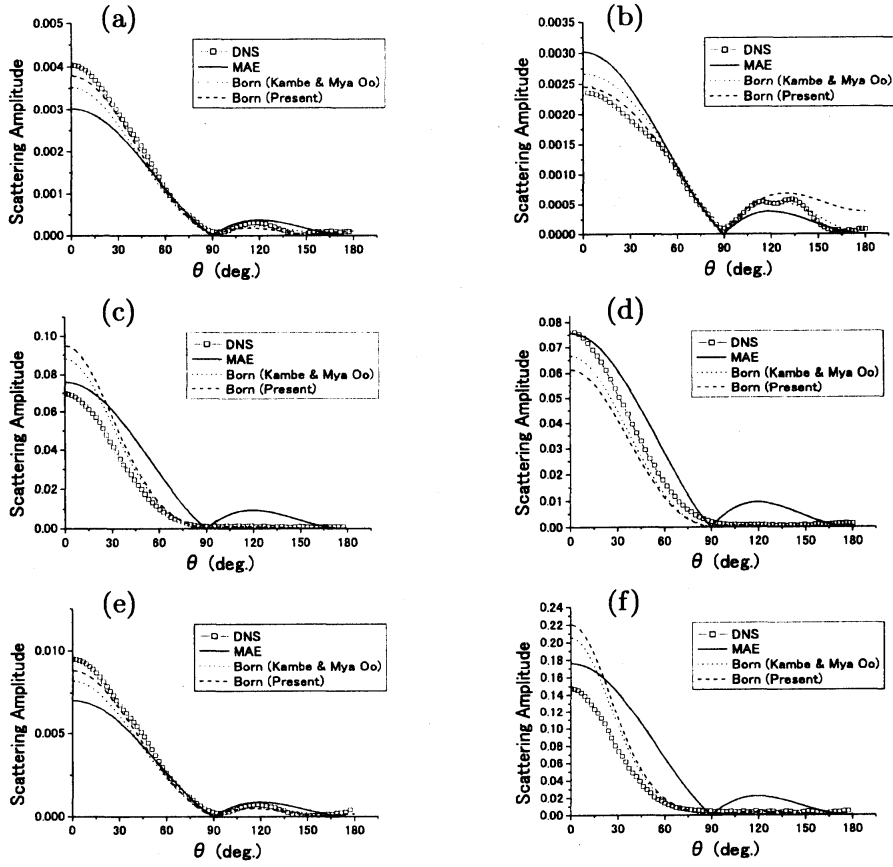 (a)
Scattering Amplitude
0.005
0.004
0.003
0.002
0.001
0.000
0 30 60 90 120 150 180
θ (deg.)
DNS
MAE
Born (Kambe & Mya Oo)
Born (Present)
(b)
Scattering Amplitude
0.0035
0.0030
0.0025
0.0020
0.0015
0.0010
0.0005
0.0000
0 30 60 90 120 150 180
θ (deg.)
DNS
MAE
Born (Kambe & Mya Oo)
Born (Present)
(c)
Scattering Amplitude
0.10
0.08
0.06
0.04
0.02
0.00
0 30 60 90 120 150 180
θ (deg.)
DNS
MAE
Born (Kambe & Mya Oo)
Born (Present)
(d)
Scattering Amplitude
0.08
0.07
0.06
0.05
0.04
0.03
0.02
0.01
0.00
0 30 60 90 120 150 180
θ (deg.)
DNS
MAE
Born (Kambe & Mya Oo)
Born (Present)
(e)
Scattering Amplitude
0.010
0.005
0.000
0 30 60 90 120 150 180
θ (deg.)
DNS
MAE
Born (Kambe & Mya Oo)
Born (Present)
(f)
Scattering Amplitude
0.24
0.22
0.20
0.18
0.16
0.14
0.12
0.10
0.08
0.06
0.04
0.02
0.00
0 30 60 90 120 150 180
θ (deg.)
DNS
MAE
Born (Kambe & Mya Oo)
Born (Present)